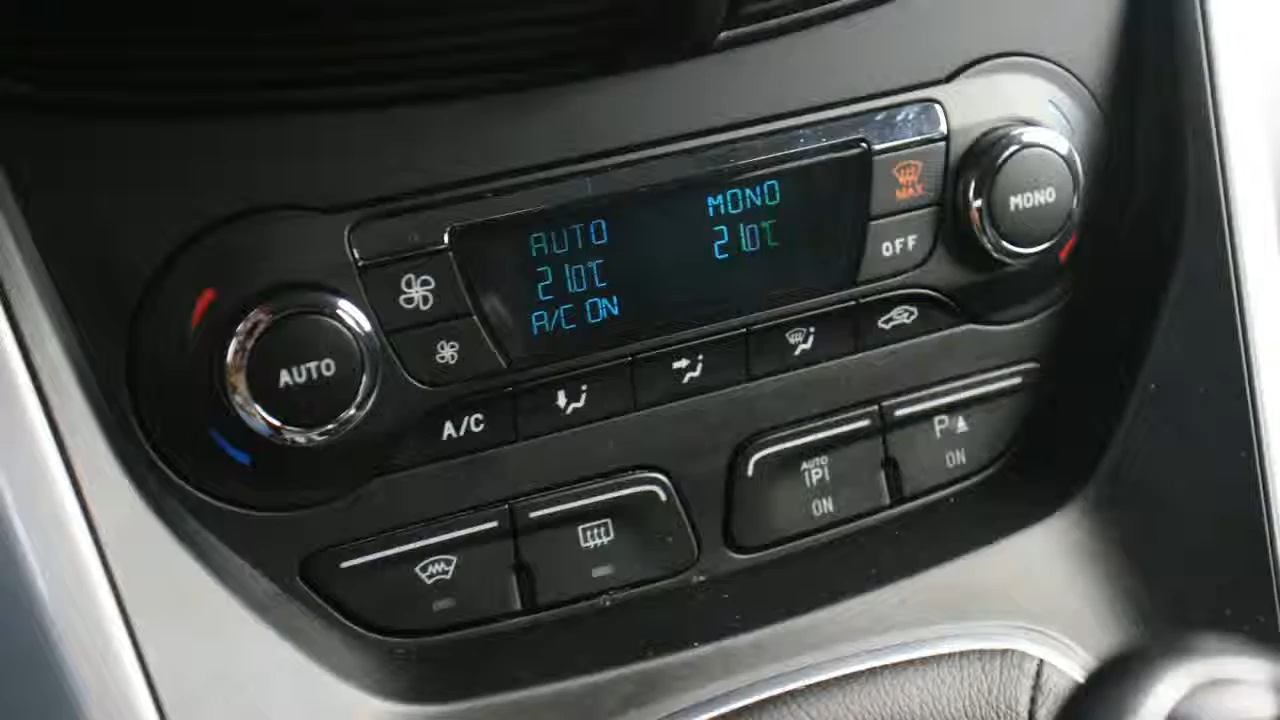 AUTO
21.0°C
A/C ON
MONO
21.0°C
MAX
OFF
MONO
AUTO
A/C
AUTO
P
ON
P
ON